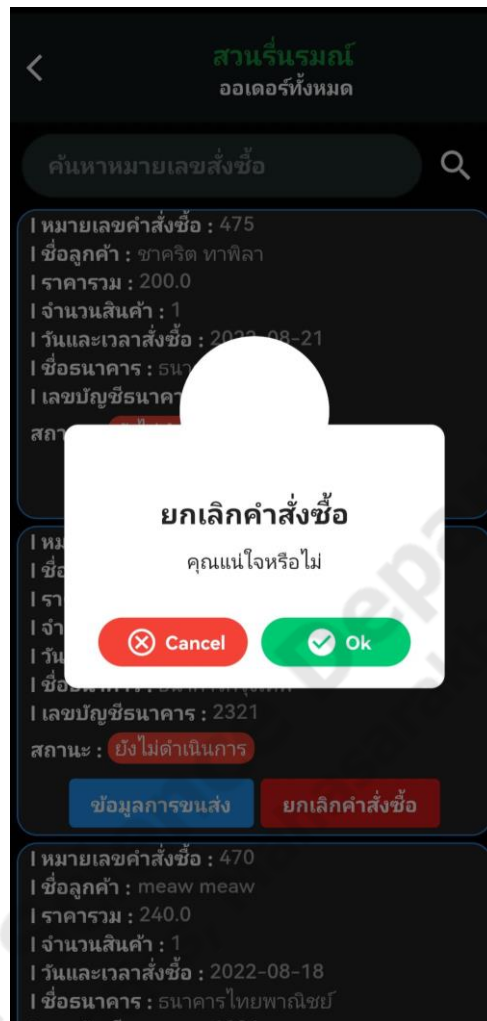 สวนรื่นรมณ์
ออเดอร์ทั้งหมด
ค้นหาหมายเลขสั่งซื้อ
l หมายเลขคำสั่งซื้อ : 475
l ชื่อลูกค้า : ชาคริต ทาพิลา
l ราคารวม : 200.0
l จำนวนสินค้า : 1
l วันและเวลาสั่งซื้อ : 2022-08-21
l ชื่อธนาคาร :
l เลขบัญชีธนาคาร
ยกเลิกคำสั่งซื้อ
คุณแน่ใจหรือไม่
Cancel
Ok
l เลขบัญชีธนาคาร : 2321
สถานะ : ยังไม่ดำเนินการ
ข้อมูลการขนส่ง
ยกเลิกคำสั่งซื้อ
l หมายเลขคำสั่งซื้อ : 470
l ชื่อลูกค้า : meaw meaw
l ราคารวม : 240.0
l จำนวนสินค้า : 1
l วันและเวลาสั่งซื้อ : 2022-08-18
l ชื่อธนาคาร : ธนาคารไทยพาณิชย์